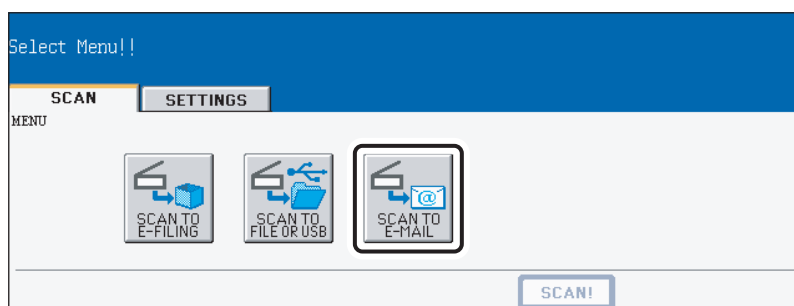 Select Menu!!
SCAN
SETTINGS
MENU
SCAN TO
E-FILING
SCAN TO
FILE OR USB
@
SCAN TO
E-MAIL
SCAN!